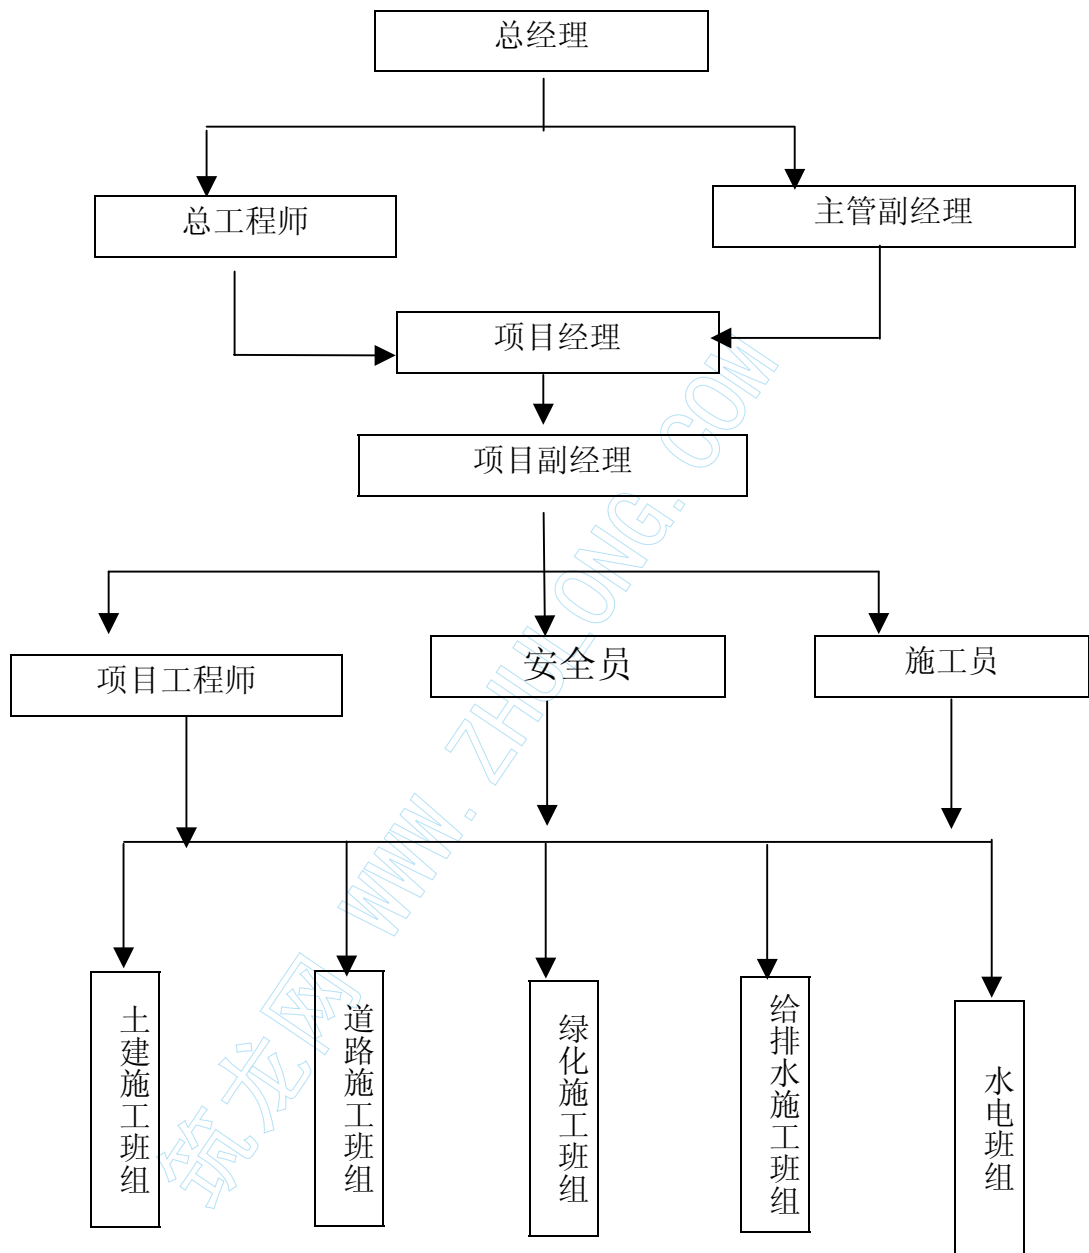 总经理
总工程师
主管副经理
项目经理
项目副经理
项目工程师
安全员
施工员
土建施工班组
道路施工班组
绿化施工班组
给排水施工班组
水电班组
筑龙网 WWW.ZHULONG.COM